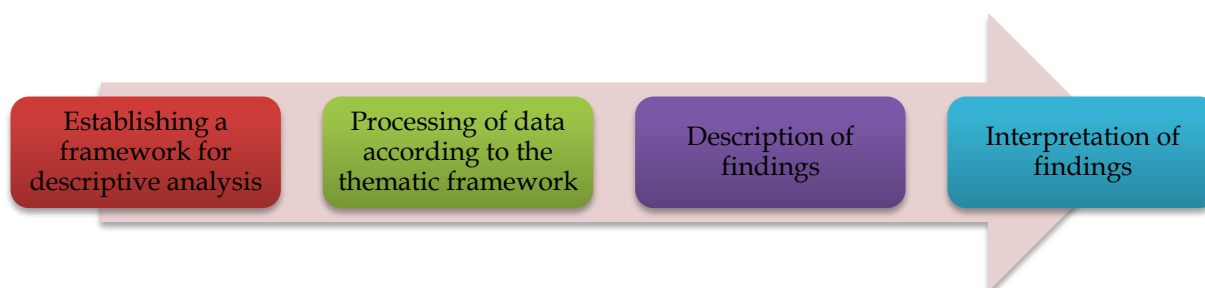 Establishing a
framework for
descriptive analysis
Processing of data
according to the
thematic framework
Description of
findings
Interpretation of
findings